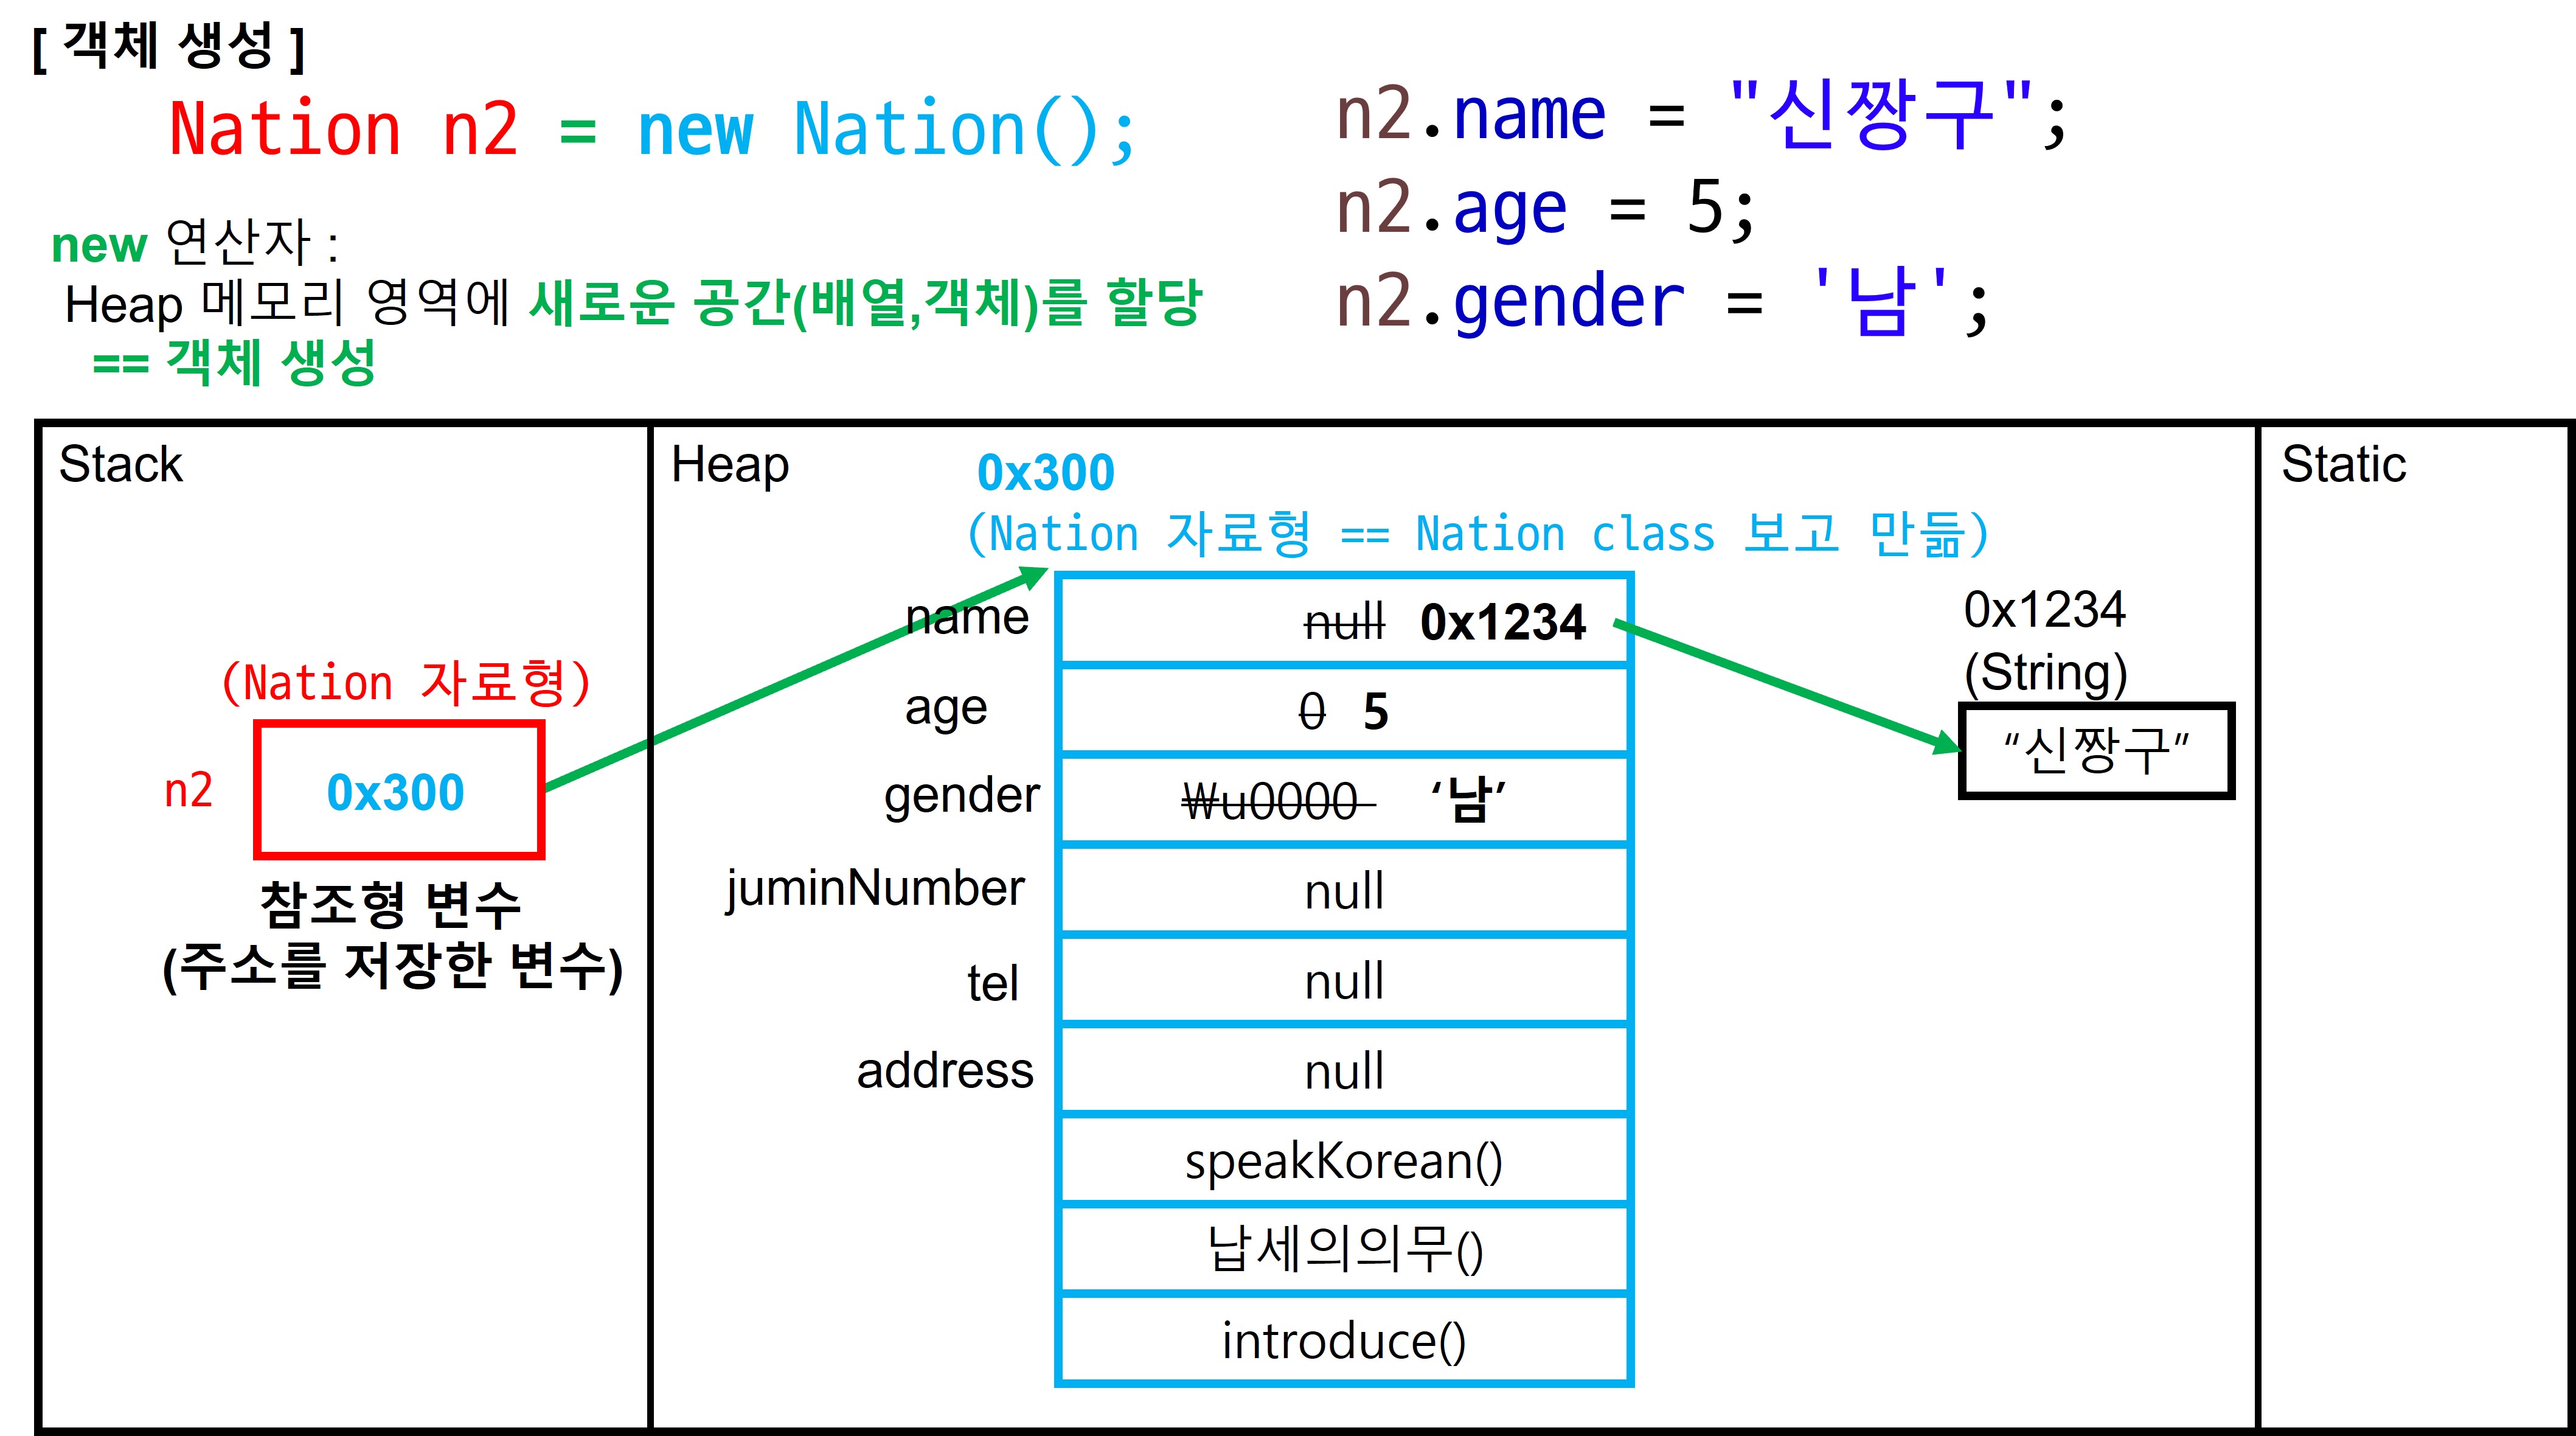 [ 객체 생성 ]
Nation n2 = new Nation();
new 연산자 :
Heap 메모리 영역에 새로운 공간(배열,객체)를 할당
== 객체 생성
n2.name = "신짱구";
n2.age = 5;
n2.gender = '남';
Stack
(Nation 자료형)
n2 0x300
참조형 변수
(주소를 저장한 변수)
Heap
0x300
(Nation 자료형 == Nation class 보고 만듦)
name null 0x1234
age 0 5
gender ₩u0000 ‘남’
juminNumber null
tel null
address null
speakKorean()
납세의의무()
introduce()
0x1234
(String)
“신짱구”
Static